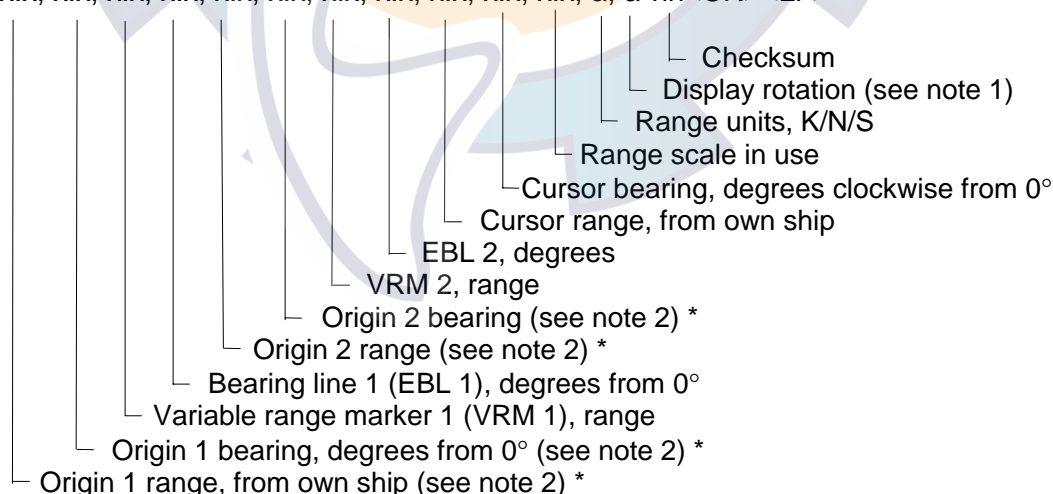 Checksum
Display rotation (see note 1)
Range units, K/N/S
Range scale in use
Cursor bearing, degrees clockwise from 0°
Cursor range, from own ship
EBL 2, degrees
VRM 2, range
Origin 2 bearing (see note 2) *
Origin 2 range (see note 2) *
Bearing line 1 (EBL 1), degrees from 0°
Variable range marker 1 (VRM 1), range
Origin 1 bearing, degrees from 0° (see note 2) *
Origin 1 range, from own ship (see note 2) *